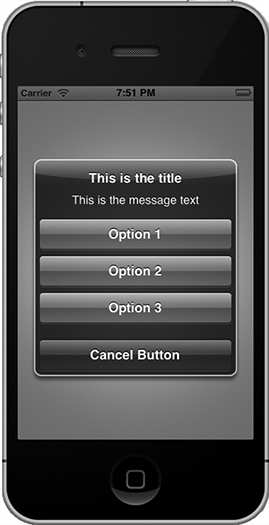 Carrier 7:51 PM
This is the title
This is the message text
Option 1
Option 2
Option 3
Cancel Button